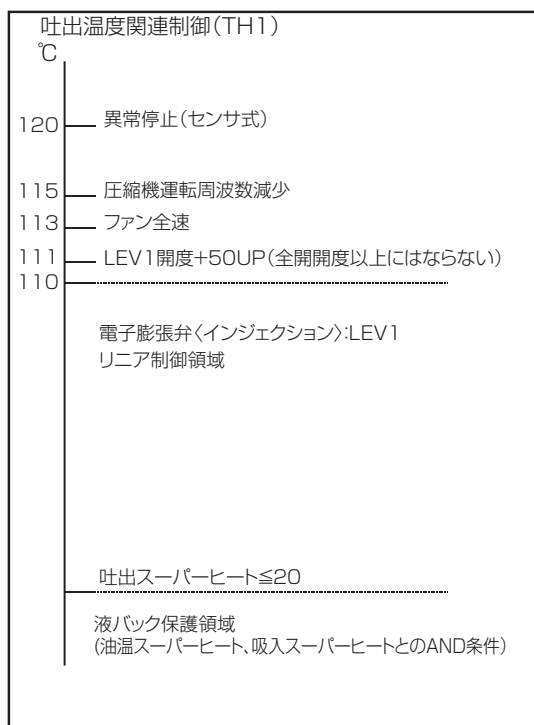 吐出温度関連制御(TH1)
℃
120 異常停止(センサ式)
115 圧縮機運転周波数減少
113 ファン全速
111 LEV1開度+50UP(全開開度以上にはならない)
110
電子膨張弁〈インジェクション〉:LEV1
リニア制御領域
吐出スーパーヒート≦20
液バック保護領域
(油温スーパーヒート、吸入スーパーヒートとのAND条件)